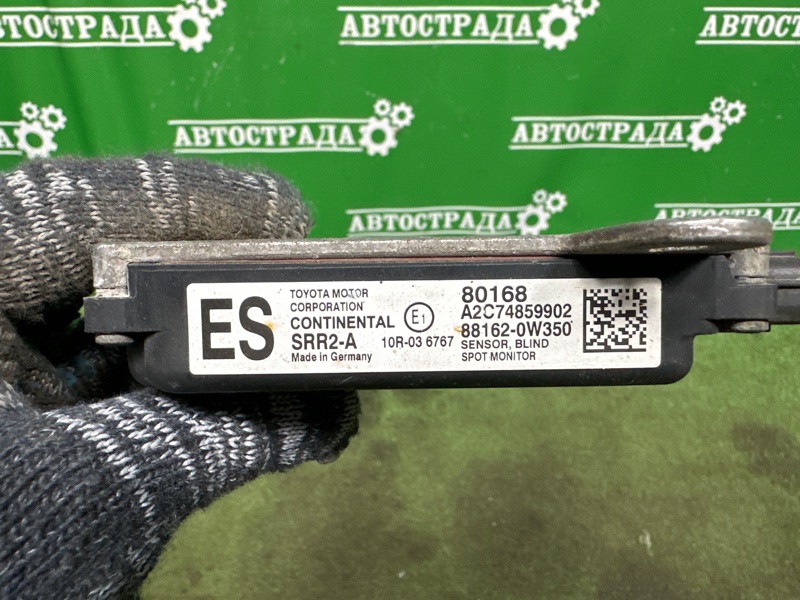 АВТОСТРАДА
АВТОСТРАДА
АВТОСТРАДА
АВТОСТРАДА
АВТОСТРАДА
АВТОСТРАДА
ES
TOYOTA MOTOR
CORPORATION
CONTINENTAL
SRR2-A
Made in Germany
E1
10R-03 6767
80168
A2C74859902
88162-0W350
SENSOR, BLIND
SPOT MONITOR